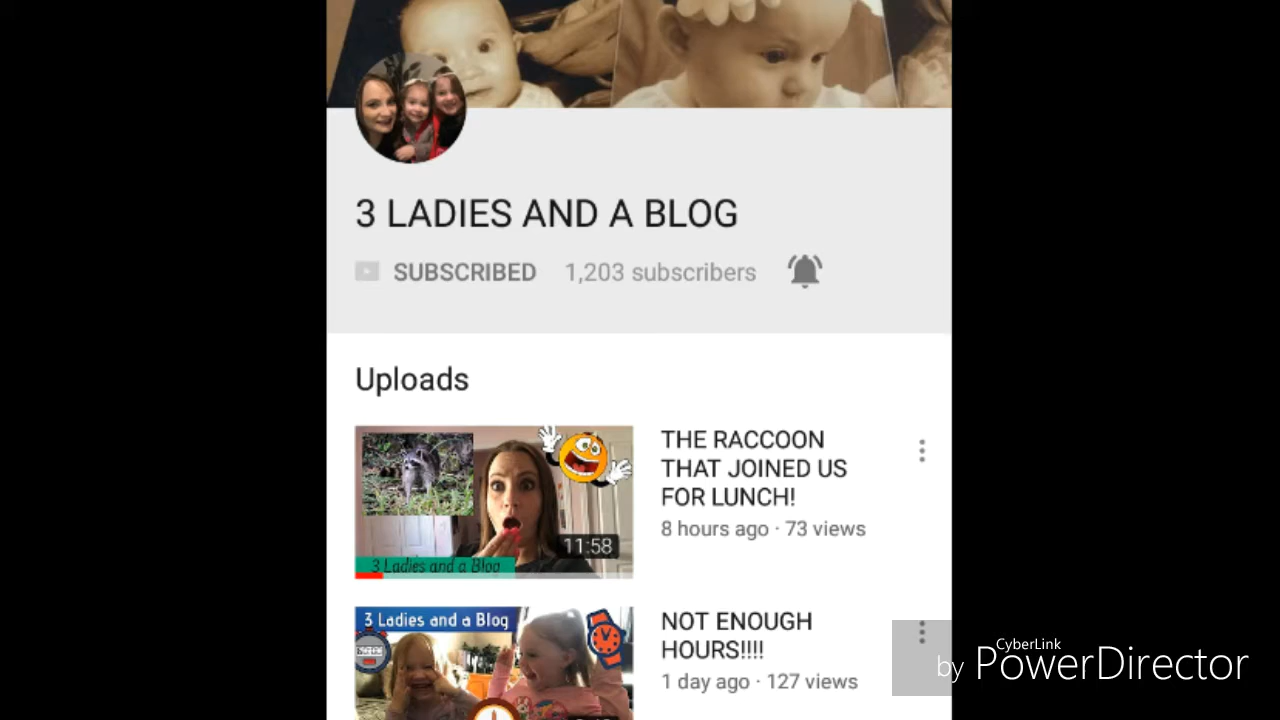 3 LADIES AND A BLOG
SUBSCRIBED 1,203 subscribers
Uploads
THE RACCOON
THAT JOINED US
FOR LUNCH!
8 hours ago · 73 views
11:58
3 Ladies and a Blog
3 Ladies and a Blog
NOT ENOUGH
HOURS!!!!
1 day ago · 127 views
CyberLink
by PowerDirector